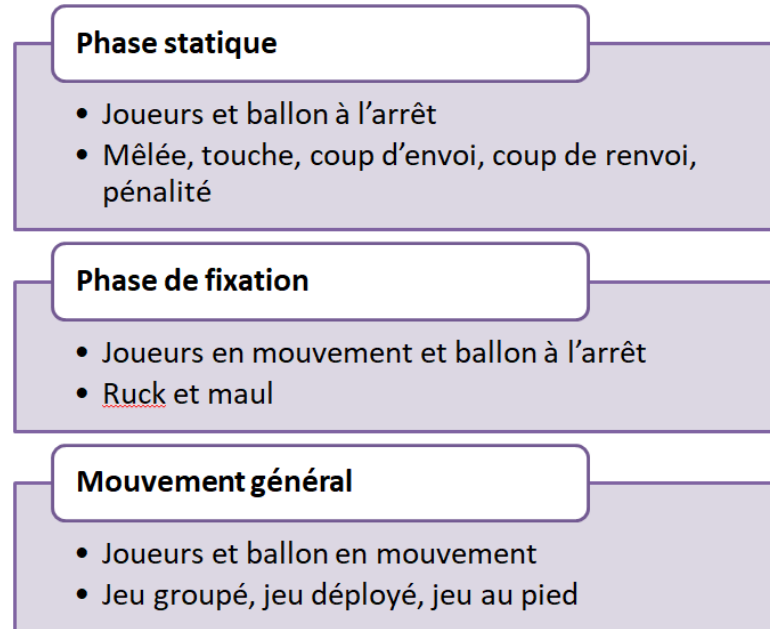 Phase statique
• Joueurs et ballon à l’arrêt
• Mêlée, touche, coup d’envoi, coup de renvoi,
pénalité
Phase de fixation
• Joueurs en mouvement et ballon à l’arrêt
• Ruck et maul
Mouvement général
• Joueurs et ballon en mouvement
• Jeu groupé, jeu déployé, jeu au pied